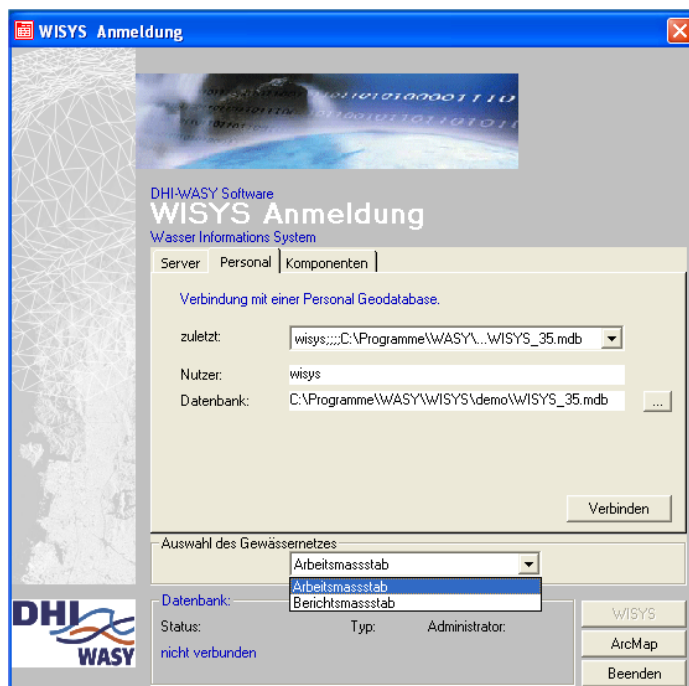 WISYS Anmeldung
DHI-WASY Software
WISYS Anmeldung
Wasser Informations System
Server Personal Komponenten
Verbindung mit einer Personal Geodatabase.
zuletzt: wisys;;;;C:\Programme\WASY\...WISYS_35.mdb
Nutzer: wisys
Datenbank: C:\Programme\WASY\WISYS\demo\WISYS_35.mdb ...
Verbinden
Auswahl des Gewässernetzes
Arbeitsmassstab
Arbeitsmassstab
Berichtsmassstab
Datenbank:
Status: Typ: Administrator:
nicht verbunden
WISYS
ArcMap
Beenden
DHI
WASY